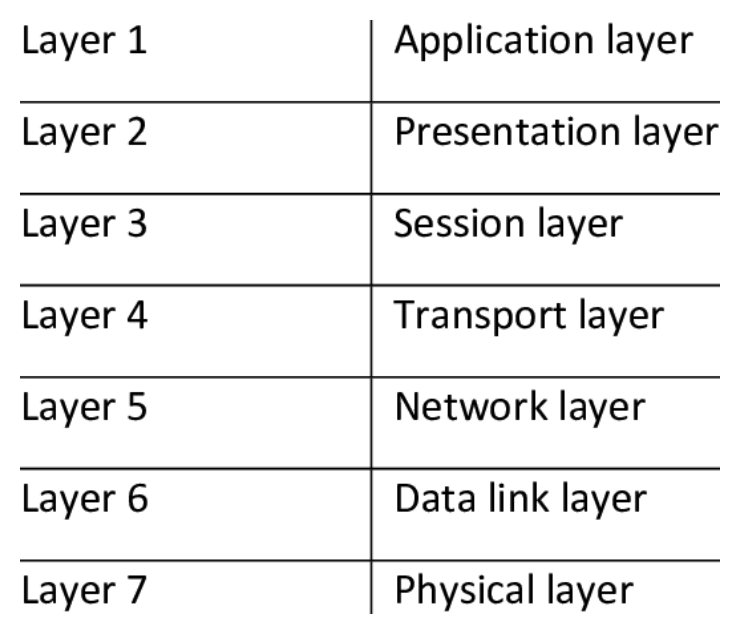 Layer 1 Application layer
Layer 2 Presentation layer
Layer 3 Session layer
Layer 4 Transport layer
Layer 5 Network layer
Layer 6 Data link layer
Layer 7 Physical layer